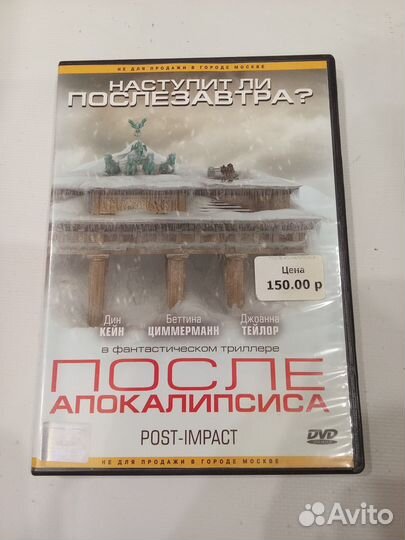 НЕ ДЛЯ ПРОДАЖИ В ГОРОДЕ МОСКВЕ
НАСТУПИТ ЛИ
ПОСЛЕЗАВТРА?
Цена
150.00 р
Дин
КЕЙН
Беттина
ЦИММЕРМАНН
Джоанна
ТЕЙЛОР
в фантастическом триллере
ПОСЛЕ
АПОКАЛИПСИСА
POST-IMPACT
DVD
НЕ ДЛЯ ПРОДАЖИ В ГОРОДЕ МОСКВЕ
Avito